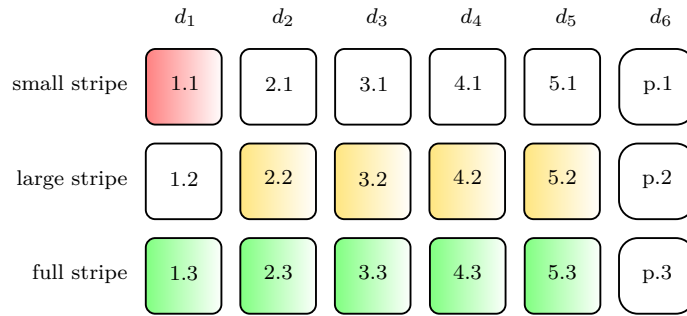 d₁ d₂ d₃ d₄ d₅ d₆
small stripe 1.1 2.1 3.1 4.1 5.1 p.1
large stripe 1.2 2.2 3.2 4.2 5.2 p.2
full stripe 1.3 2.3 3.3 4.3 5.3 p.3